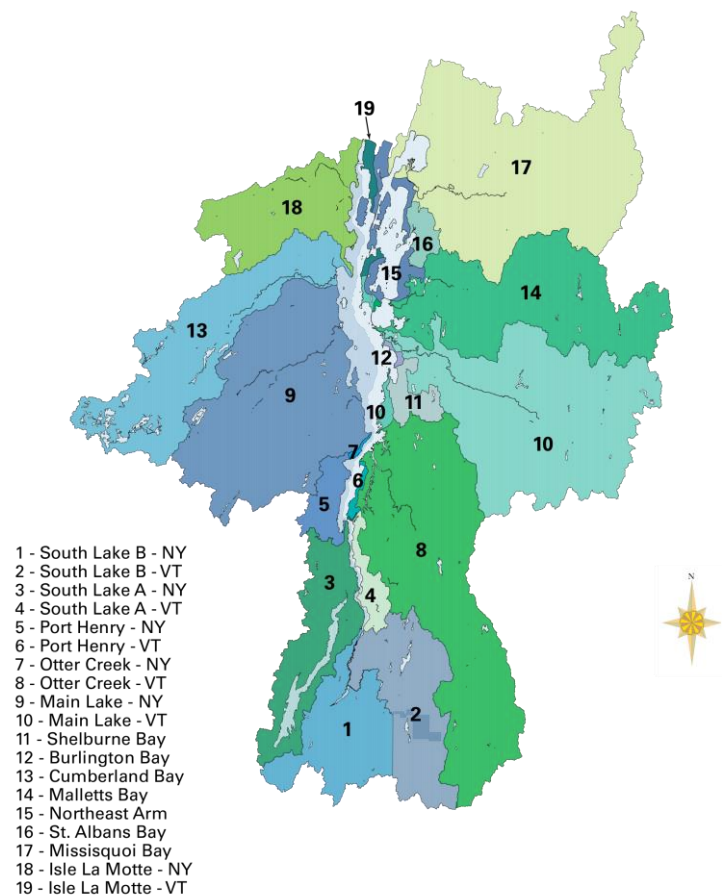 19
17
18
16
15
14
13
12
9
11
10
10
7
6
5
8
3
4
1
2
N
1 - South Lake B - NY
2 - South Lake B - VT
3 - South Lake A - NY
4 - South Lake A - VT
5 - Port Henry - NY
6 - Port Henry - VT
7 - Otter Creek - NY
8 - Otter Creek - VT
9 - Main Lake - NY
10 - Main Lake - VT
11 - Shelburne Bay
12 - Burlington Bay
13 - Cumberland Bay
14 - Malletts Bay
15 - Northeast Arm
16 - St. Albans Bay
17 - Missisquoi Bay
18 - Isle La Motte - NY
19 - Isle La Motte - VT